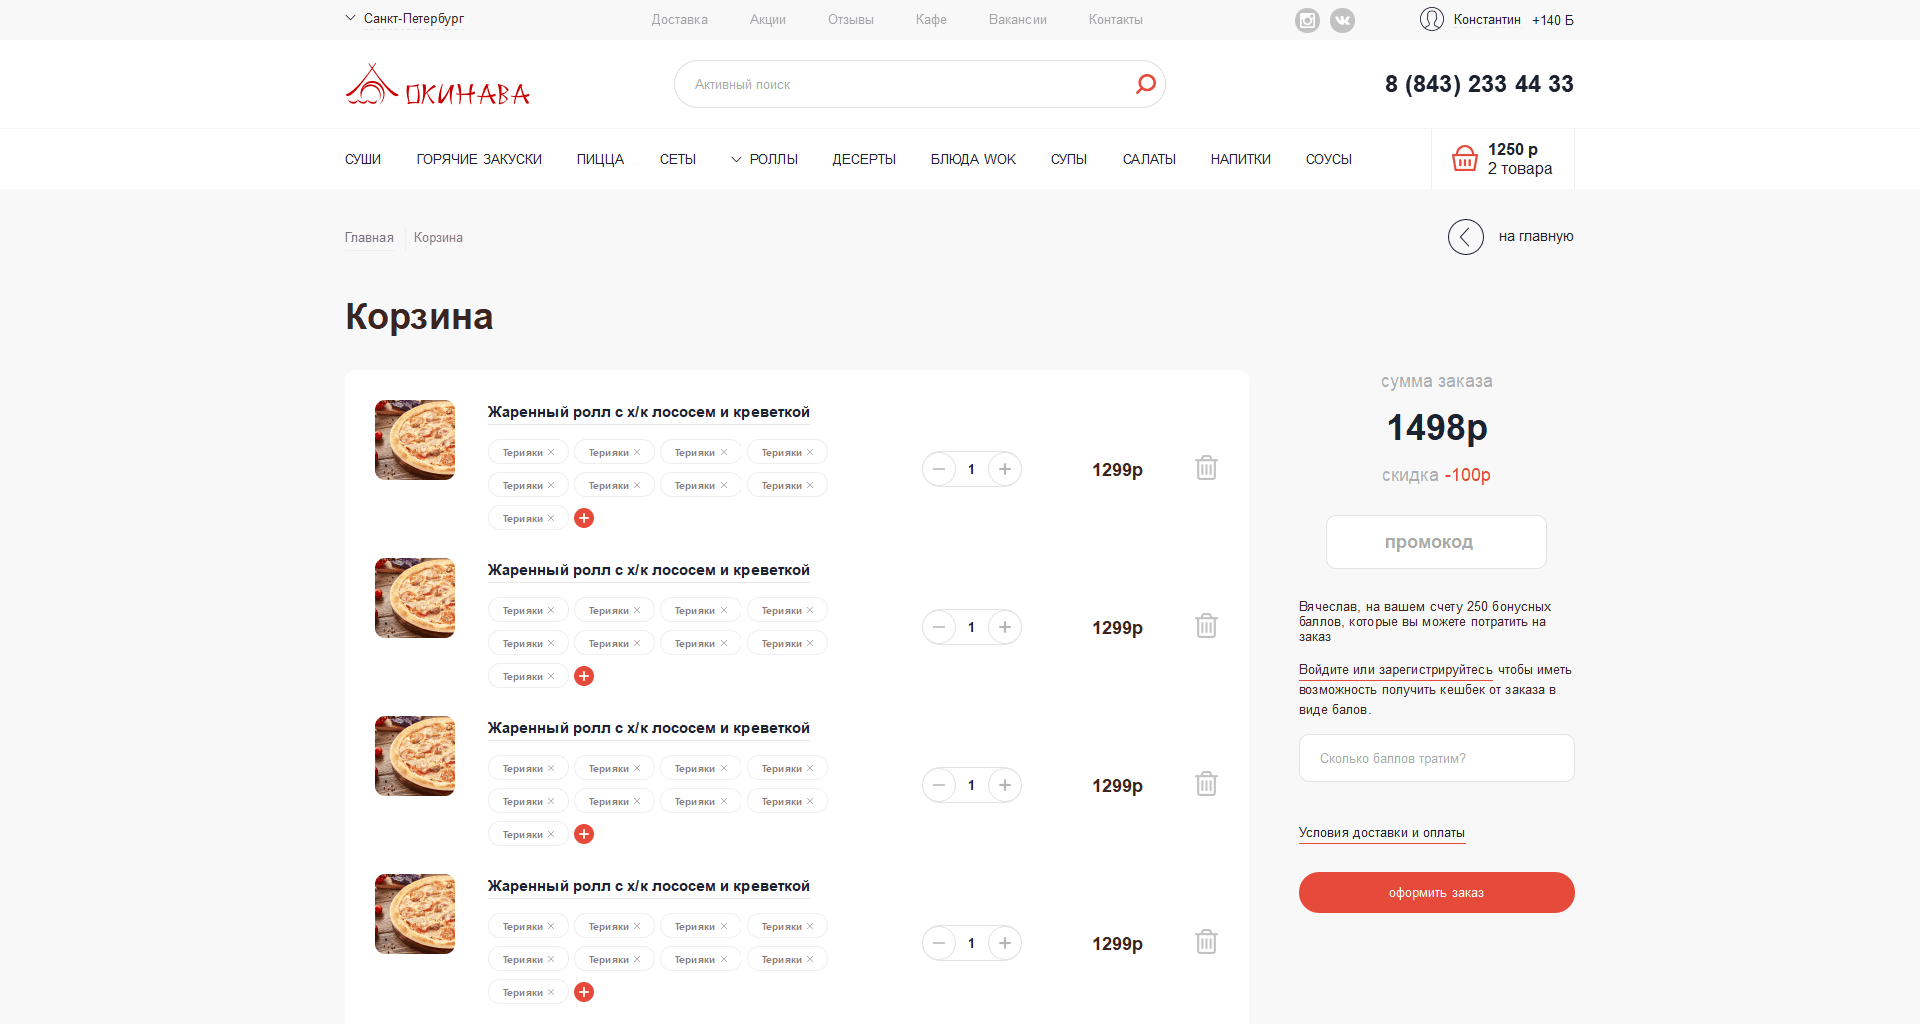 Санкт-Петербург
Доставка Акции Отзывы Кафе Вакансии Контакты
Константин +140 Б
ОКИНАВА
Активный поиск
8 (843) 233 44 33
СУШИ ГОРЯЧИЕ ЗАКУСКИ ПИЦЦА СЕТЫ РОЛЛЫ ДЕСЕРТЫ БЛЮДА WOK СУПЫ САЛАТЫ НАПИТКИ СОУСЫ
1250 р
2 товара
Главная Корзина
на главную
Корзина
Жаренный ролл с х/к лососем и креветкой
Терияки Терияки Терияки Терияки
Терияки Терияки Терияки Терияки
Терияки
1 1299р
Жаренный ролл с х/к лососем и креветкой
Терияки Терияки Терияки Терияки
Терияки Терияки Терияки Терияки
Терияки
1 1299р
Жаренный ролл с х/к лососем и креветкой
Терияки Терияки Терияки Терияки
Терияки Терияки Терияки Терияки
Терияки
1 1299р
Жаренный ролл с х/к лососем и креветкой
Терияки Терияки Терияки Терияки
Терияки Терияки Терияки Терияки
Терияки
1 1299р
сумма заказа
1498р
скидка -100р
промокод
Вячеслав, на вашем счету 250 бонусных
баллов, которые вы можете потратить на
заказ
Войдите или зарегистрируйтесь чтобы иметь
возможность получить кешбек от заказа в
виде балов.
Сколько баллов тратим?
Условия доставки и оплаты
оформить заказ